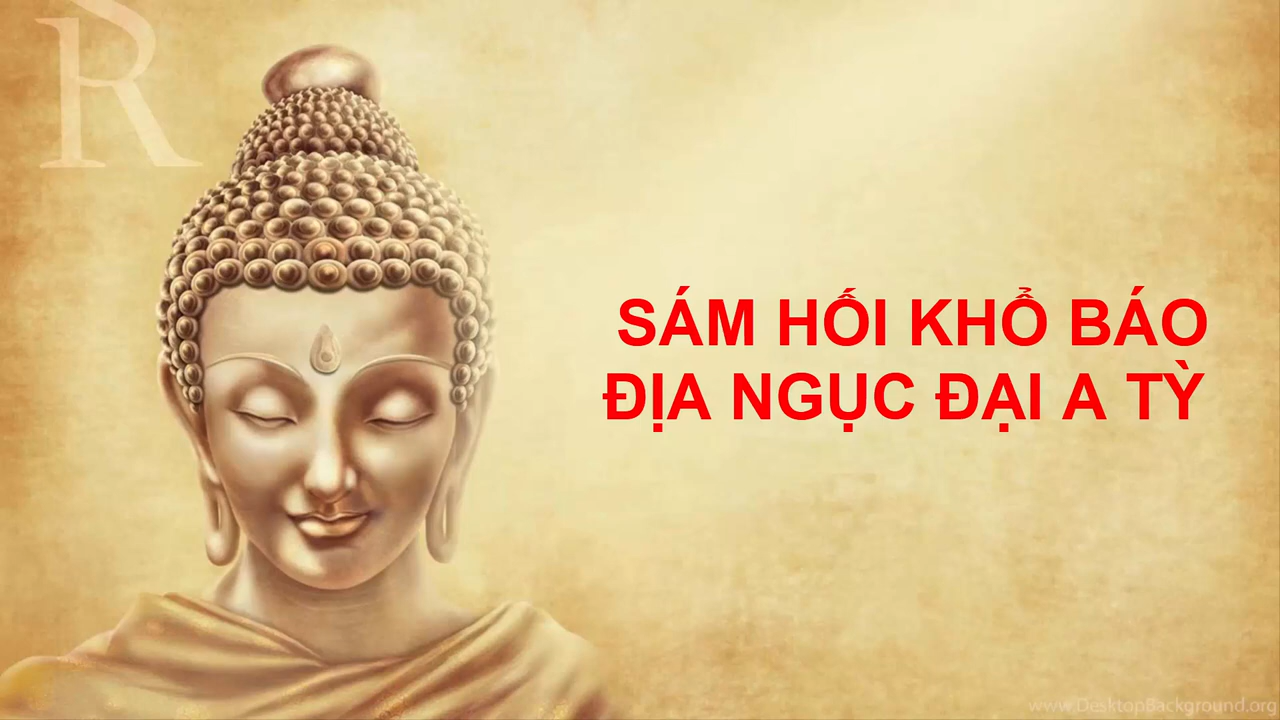 R
SÁM HỐI KHỔ BÁO
ĐỊA NGỤC ĐẠI A TỲ
www.DesktopBackground.org